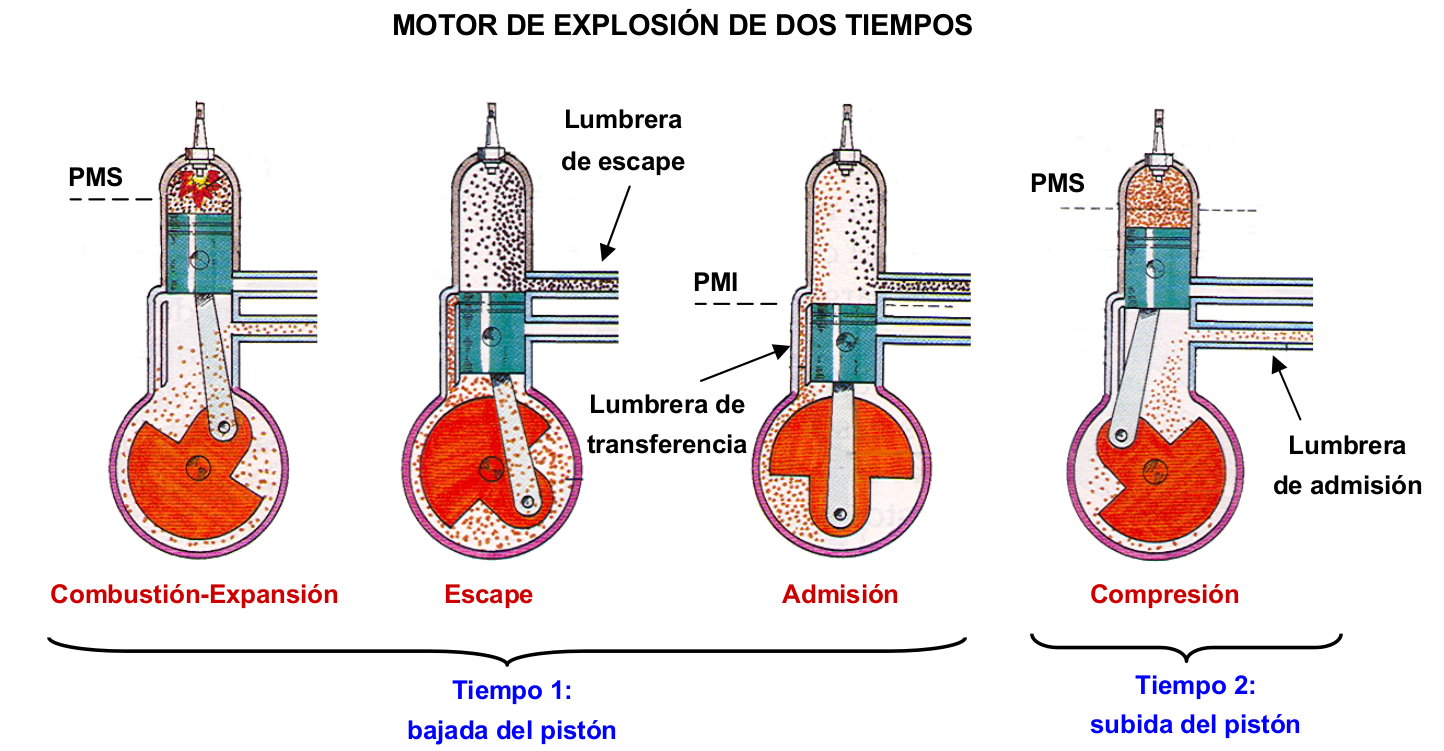 MOTOR DE EXPLOSIÓN DE DOS TIEMPOS
PMS
Lumbrera
de escape
PMI
Lumbrera de
transferencia
PMS
Lumbrera
de admisión
Combustión-Expansión
Escape
Admisión
Compresión
Tiempo 1:
bajada del pistón
Tiempo 2:
subida del pistón